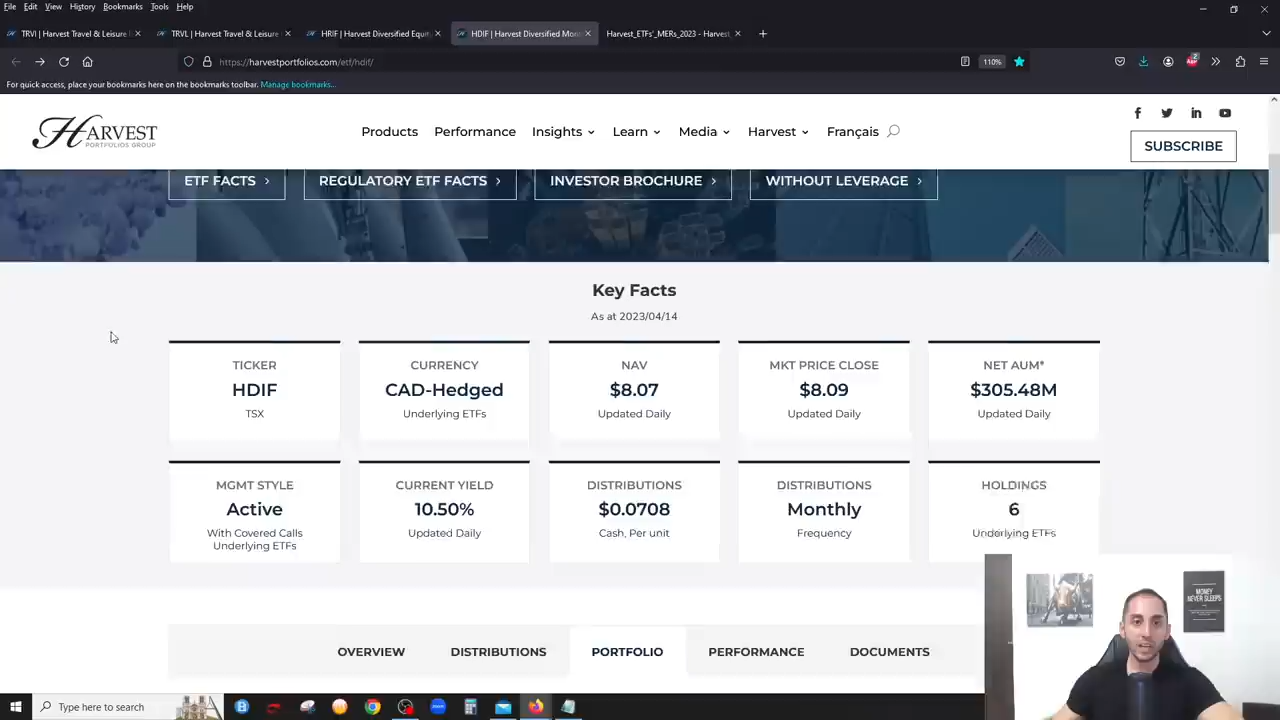 File Edit View History Bookmarks Tools Help
TRVI | Harvest Travel & Leisure I
TRVL | Harvest Travel & Leisure
HRIF | Harvest Diversified Equit
HDIF | Harvest Diversified Mon
Harvest_ETFs'_MERs_2023 - Harvest
https://harvestportfolios.com/etf/hdif/
110%
For quick access, place your bookmarks here on the bookmarks toolbar. Manage bookmarks...
HARVEST
PORTFOLIOS GROUP
Products Performance Insights Learn Media Harvest Français
SUBSCRIBE
ETF FACTS REGULATORY ETF FACTS INVESTOR BROCHURE WITHOUT LEVERAGE
Key Facts
As at 2023/04/14
TICKER
HDIF
TSX
CURRENCY
CAD-Hedged
Underlying ETFs
NAV
$8.07
Updated Daily
MKT PRICE CLOSE
$8.09
Updated Daily
NET AUM*
$305.48M
Updated Daily
MGMT STYLE
Active
With Covered Calls
Underlying ETFs
CURRENT YIELD
10.50%
Updated Daily
DISTRIBUTIONS
$0.0708
Cash, Per unit
DISTRIBUTIONS
Monthly
Frequency
HOLDINGS
6
Underlying ETFs
MONEY
NEVER SLEEPS
OVERVIEW DISTRIBUTIONS PORTFOLIO PERFORMANCE DOCUMENTS
Type here to search